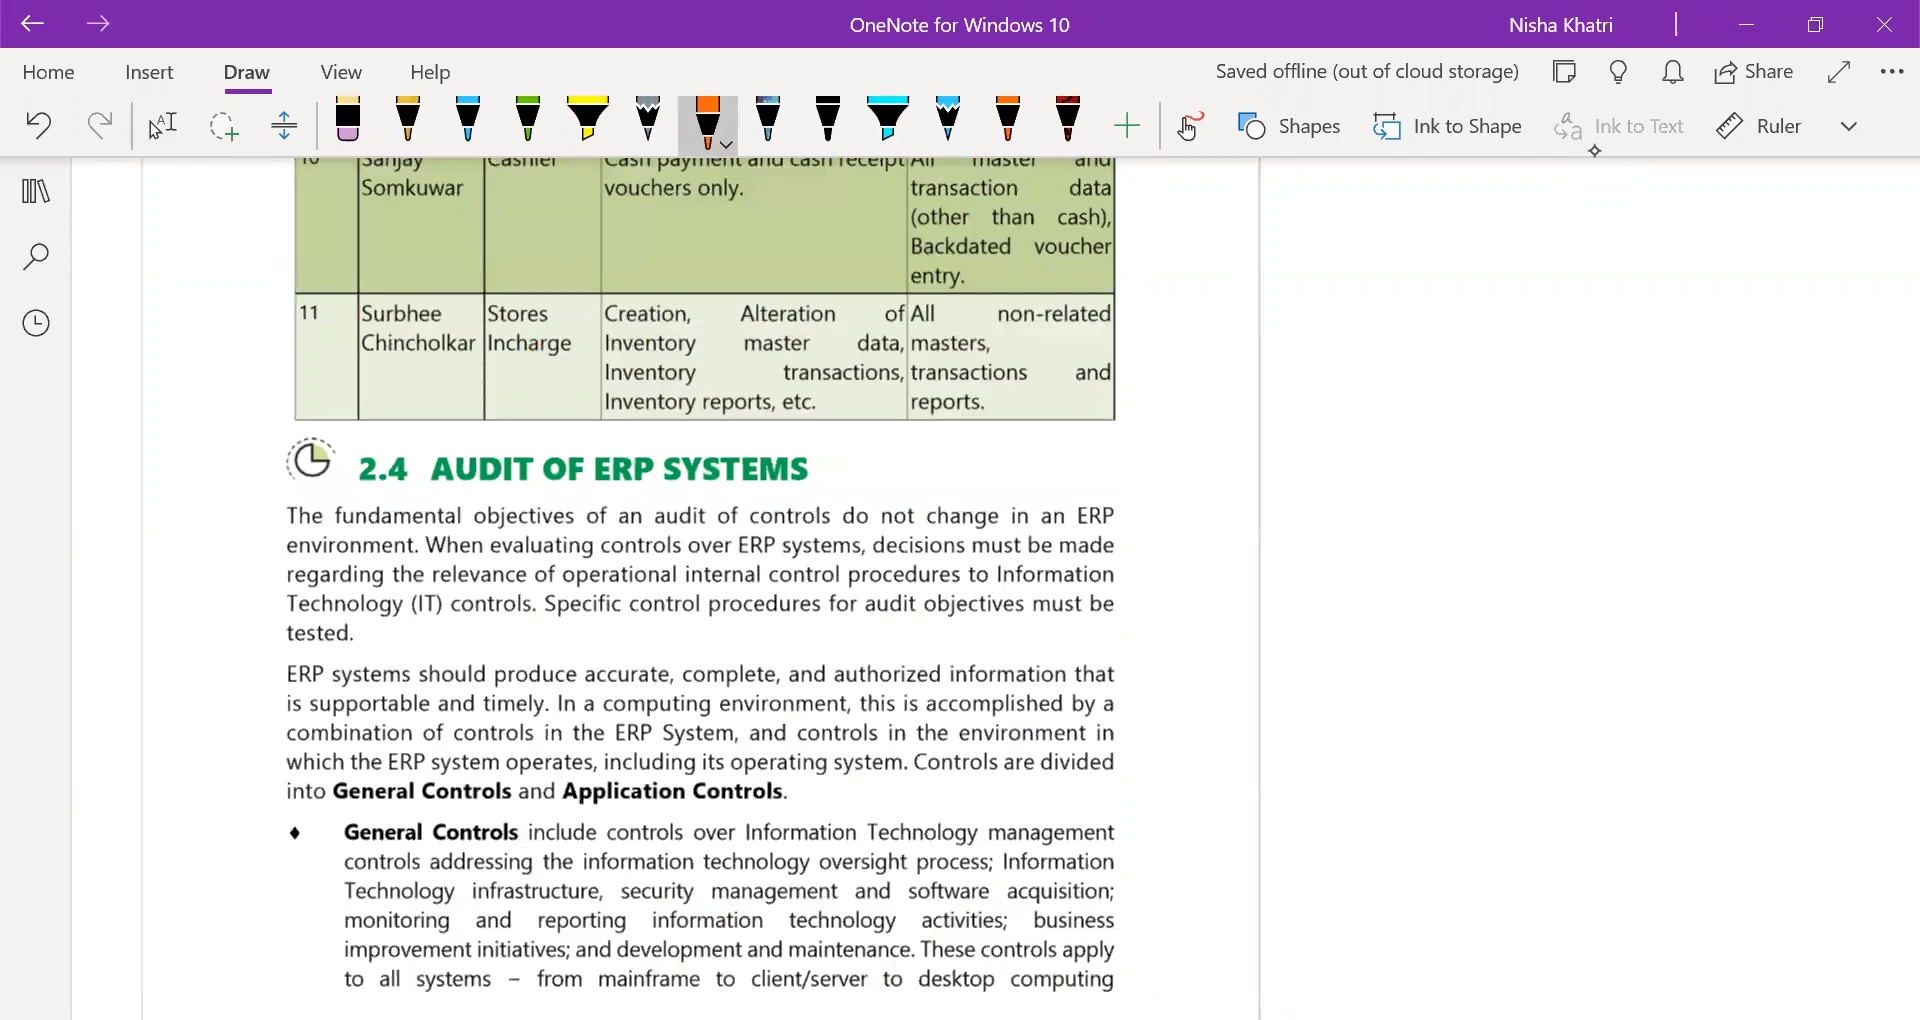 OneNote for Windows 10
Nisha Khatri
Home Insert Draw View Help
Saved offline (out of cloud storage)
Share
Shapes
Ink to Shape
Ink to Text
Ruler
10 Sanjay Cashier Cash payment and cash receipt All master and
Somkuwar vouchers only. transaction data
(other than cash),
Backdated voucher
entry.
11 Surbhee Stores Creation, Alteration of All non-related
Chincholkar Incharge Inventory master data, masters,
Inventory transactions, transactions and
Inventory reports, etc. reports.
2.4 AUDIT OF ERP SYSTEMS
The fundamental objectives of an audit of controls do not change in an ERP
environment. When evaluating controls over ERP systems, decisions must be made
regarding the relevance of operational internal control procedures to Information
Technology (IT) controls. Specific control procedures for audit objectives must be
tested.
ERP systems should produce accurate, complete, and authorized information that
is supportable and timely. In a computing environment, this is accomplished by a
combination of controls in the ERP System, and controls in the environment in
which the ERP system operates, including its operating system. Controls are divided
into General Controls and Application Controls.
♦ General Controls include controls over Information Technology management
controls addressing the information technology oversight process; Information
Technology infrastructure, security management and software acquisition;
monitoring and reporting information technology activities; business
improvement initiatives; and development and maintenance. These controls apply
to all systems – from mainframe to client/server to desktop computing